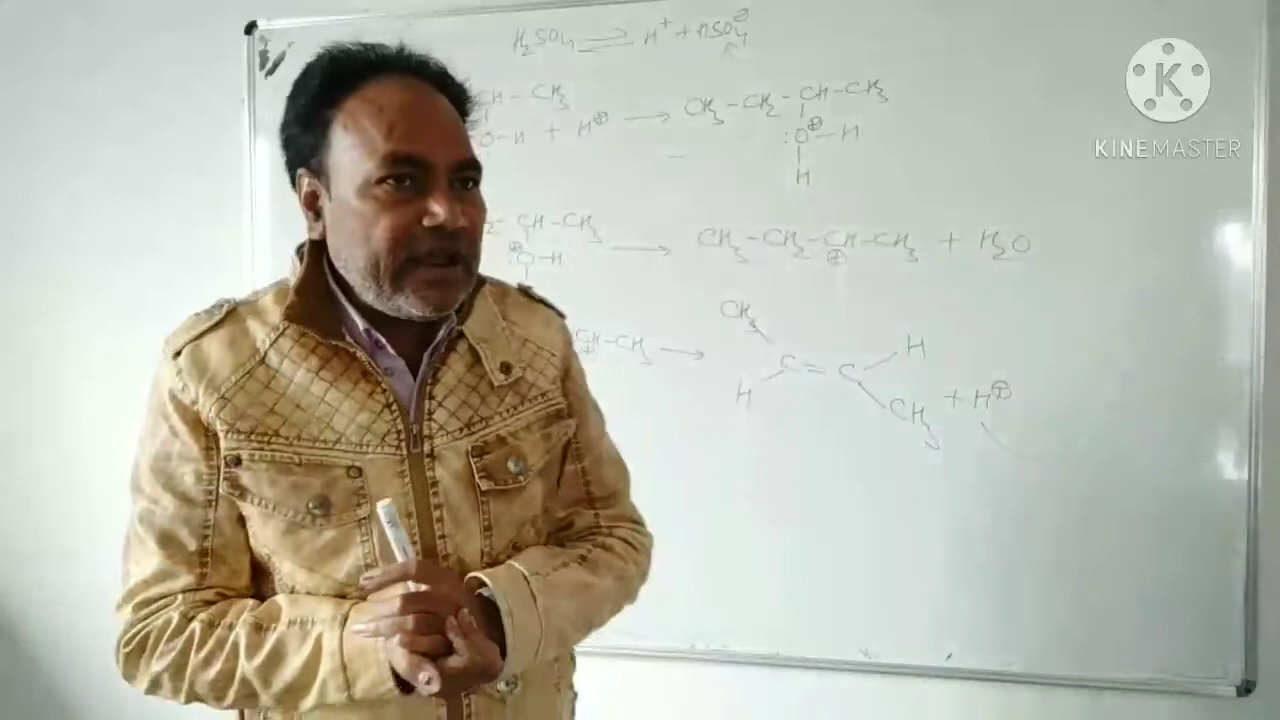 H₂SO₄ ⇌ H⁺ + HSO₄⊖
CH - CH₃
O-H + H⊕ → CH₃-CH₂-CH-CH₃
:O⊕-H
H
CH-CH₃
:O⊕-H → CH₃-CH₂-CH⊕-CH₃ + H₂O
CH₃
CH⊕-CH₃ → C=C H
H CH₃ + H⊕
K
KINEMASTER